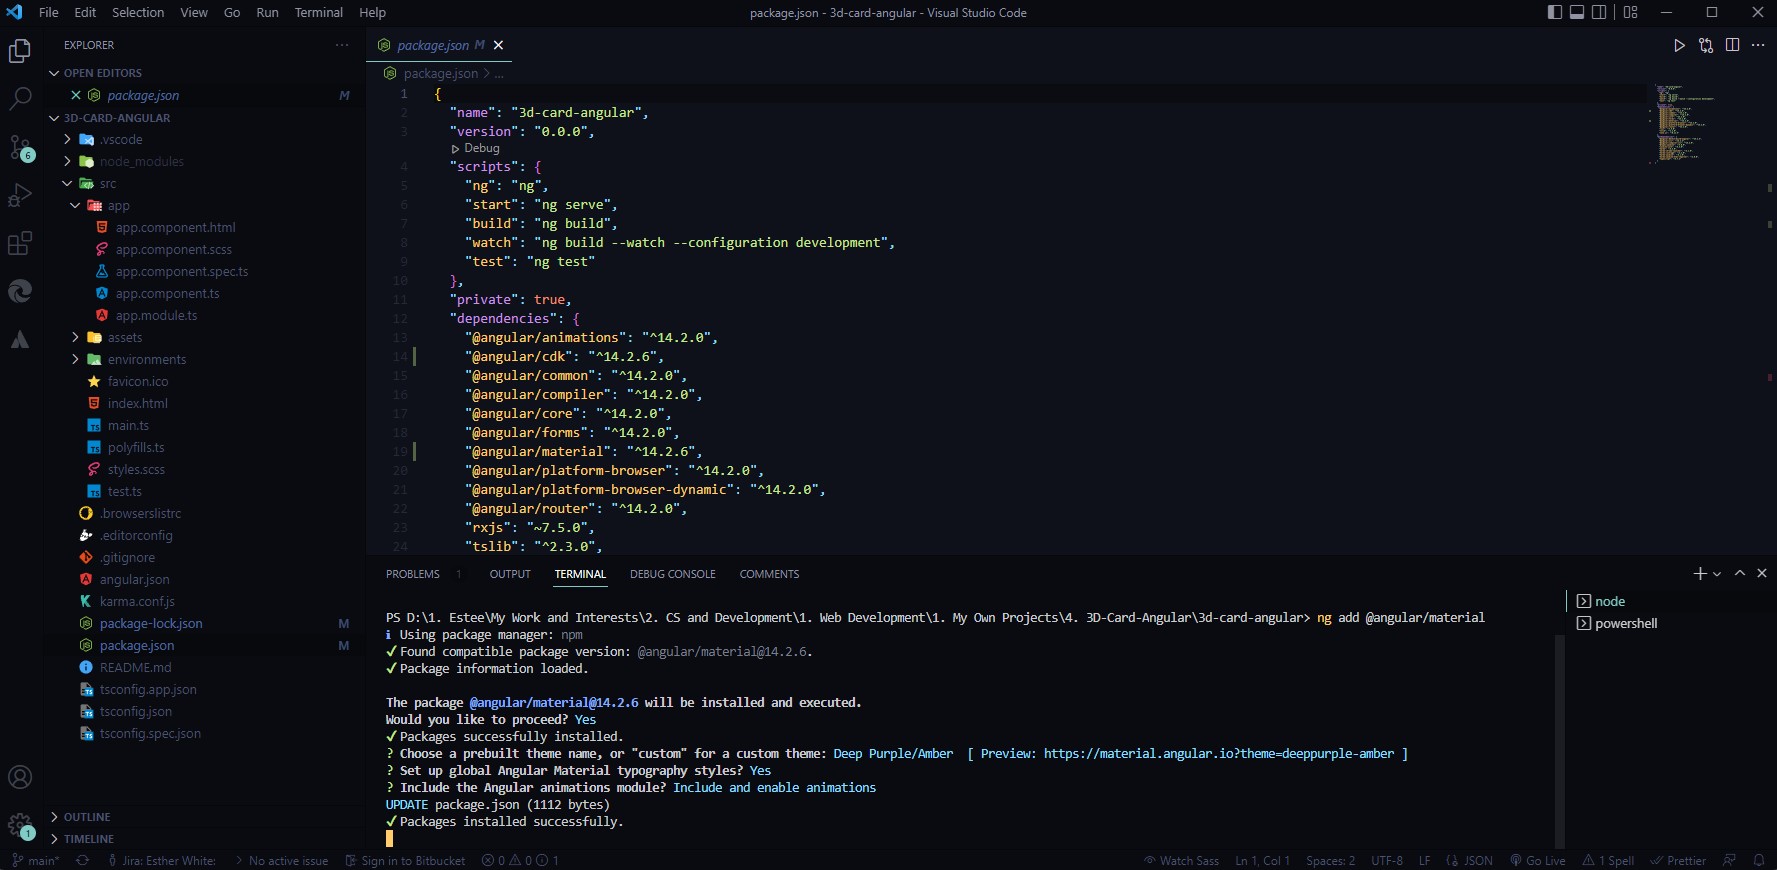 File Edit Selection View Go Run Terminal Help
package.json - 3d-card-angular - Visual Studio Code
EXPLORER
OPEN EDITORS
package.json M
3D-CARD-ANGULAR
.vscode
node_modules
src
app
app.component.html
app.component.scss
app.component.spec.ts
app.component.ts
app.module.ts
assets
environments
favicon.ico
index.html
main.ts
polyfills.ts
styles.scss
test.ts
.browserslistrc
.editorconfig
.gitignore
angular.json
karma.conf.js
package-lock.json M
package.json M
README.md
tsconfig.app.json
tsconfig.json
tsconfig.spec.json
OUTLINE
TIMELINE
6
1
package.json M
package.json > ...
1 {
2 "name": "3d-card-angular",
3 "version": "0.0.0",
Debug
4 "scripts": {
5 "ng": "ng",
6 "start": "ng serve",
7 "build": "ng build",
8 "watch": "ng build --watch --configuration development",
9 "test": "ng test"
10 },
11 "private": true,
12 "dependencies": {
13 "@angular/animations": "^14.2.0",
14 "@angular/cdk": "^14.2.6",
15 "@angular/common": "^14.2.0",
16 "@angular/compiler": "^14.2.0",
17 "@angular/core": "^14.2.0",
18 "@angular/forms": "^14.2.0",
19 "@angular/material": "^14.2.6",
20 "@angular/platform-browser": "^14.2.0",
21 "@angular/platform-browser-dynamic": "^14.2.0",
22 "@angular/router": "^14.2.0",
23 "rxjs": "~7.5.0",
24 "tslib": "^2.3.0",
PROBLEMS 1 OUTPUT TERMINAL DEBUG CONSOLE COMMENTS
PS D:\1. Estee\My Work and Interests\2. CS and Development\1. Web Development\1. My Own Projects\4. 3D-Card-Angular\3d-card-angular> ng add @angular/material
i Using package manager: npm
✓ Found compatible package version: @angular/material@14.2.6.
✓ Package information loaded.
The package @angular/material@14.2.6 will be installed and executed.
Would you like to proceed? Yes
✓ Packages successfully installed.
? Choose a prebuilt theme name, or "custom" for a custom theme: Deep Purple/Amber [ Preview: https://material.angular.io?theme=deeppurple-amber ]
? Set up global Angular Material typography styles? Yes
? Include the Angular animations module? Include and enable animations
UPDATE package.json (1112 bytes)
✓ Packages installed successfully.
node
powershell
main* Jira: Esther White: No active issue Sign in to Bitbucket 0 0 1 Watch Sass Ln 1, Col 1 Spaces: 2 UTF-8 LF {} JSON Go Live 1 Spell Prettier